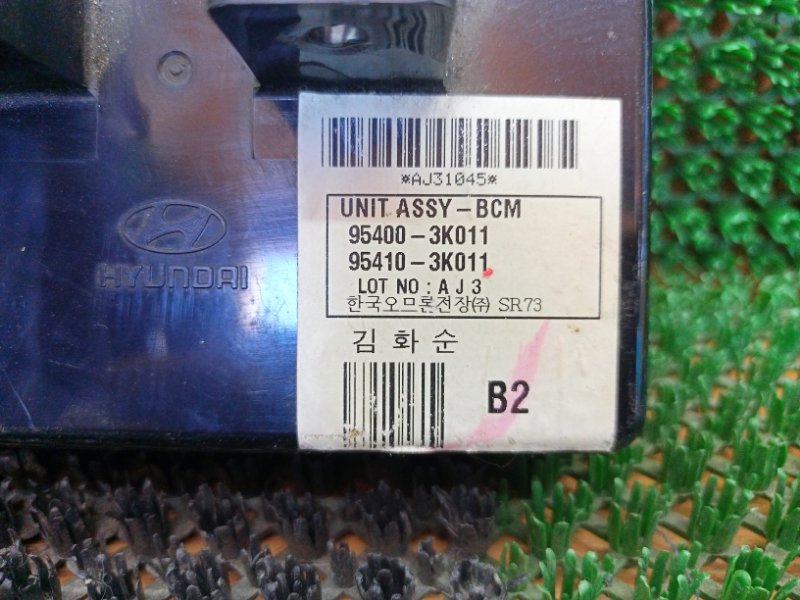 *AJ31045*
UNIT ASSY-BCM
95400-3K011
95410-3K011
LOT NO : AJ3
한국오므론전장㈜ SR73
김화순
B2
HYUNDAI